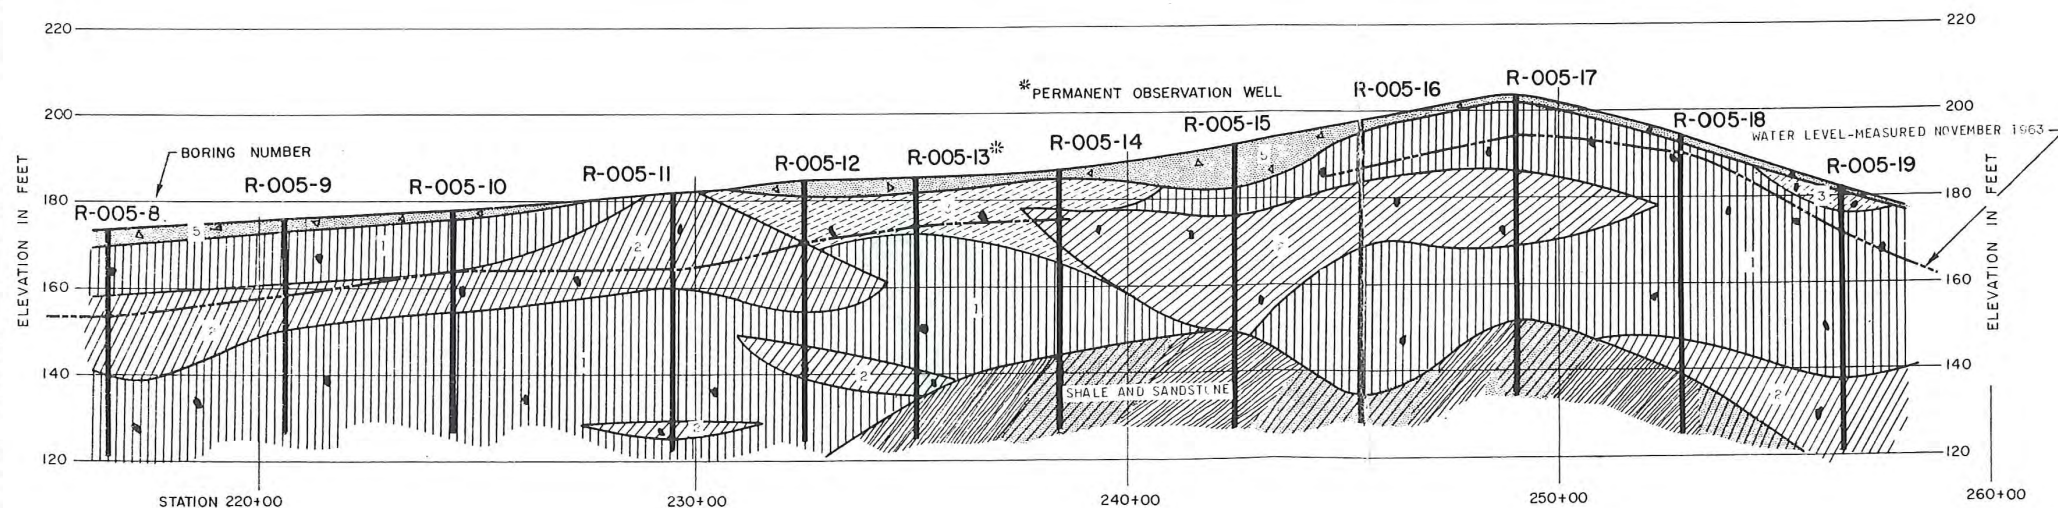 220
220
R-005-17
*PERMANENT OBSERVATION WELL
R-005-16
200
200
R-005-15
R-005-18
WATER LEVEL-MEASURED NOVEMBER 1963
BORING NUMBER
R-005-14
R-005-13*
R-005-12
R-005-11
R-005-19
R-005-10
R-005-9
R-005-8
180
180
5
5
3
1
2
2
1
1
1
160
160
ELEVATION IN FEET
ELEVATION IN FEET
140
140
2
2
2
SHALE AND SANDSTONE
120
120
STATION 220+00
230+00
240+00
250+00
260+00